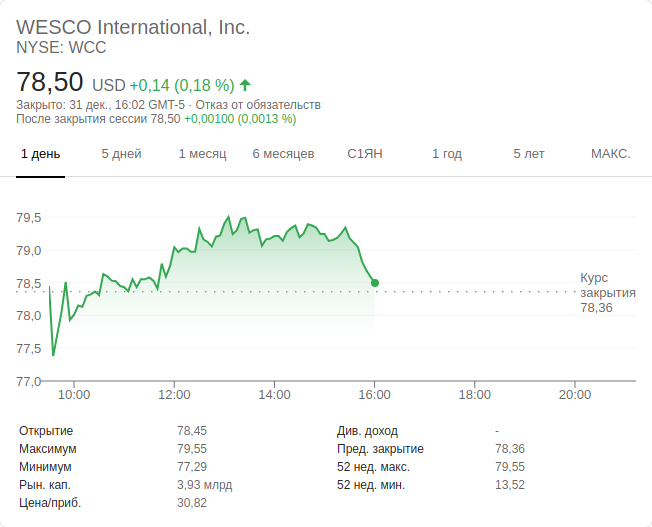 WESCO International, Inc.
NYSE: WCC
78,50 USD +0,14 (0,18 %)
Закрыто: 31 дек., 16:02 GMT-5 · Отказ от обязательств
После закрытия сессии 78,50 +0,00100 (0,0013 %)
1 день 5 дней 1 месяц 6 месяцев С1ЯН 1 год 5 лет МАКС.
79,5
79,0
78,5
78,0
77,5
77,0
Курс
закрытия
78,36
10:00 12:00 14:00 16:00 18:00 20:00
Открытие 78,45 Див. доход -
Максимум 79,55 Пред. закрытие 78,36
Минимум 77,29 52 нед. макс. 79,55
Рын. кап. 3,93 млрд 52 нед. мин. 13,52
Цена/приб. 30,82